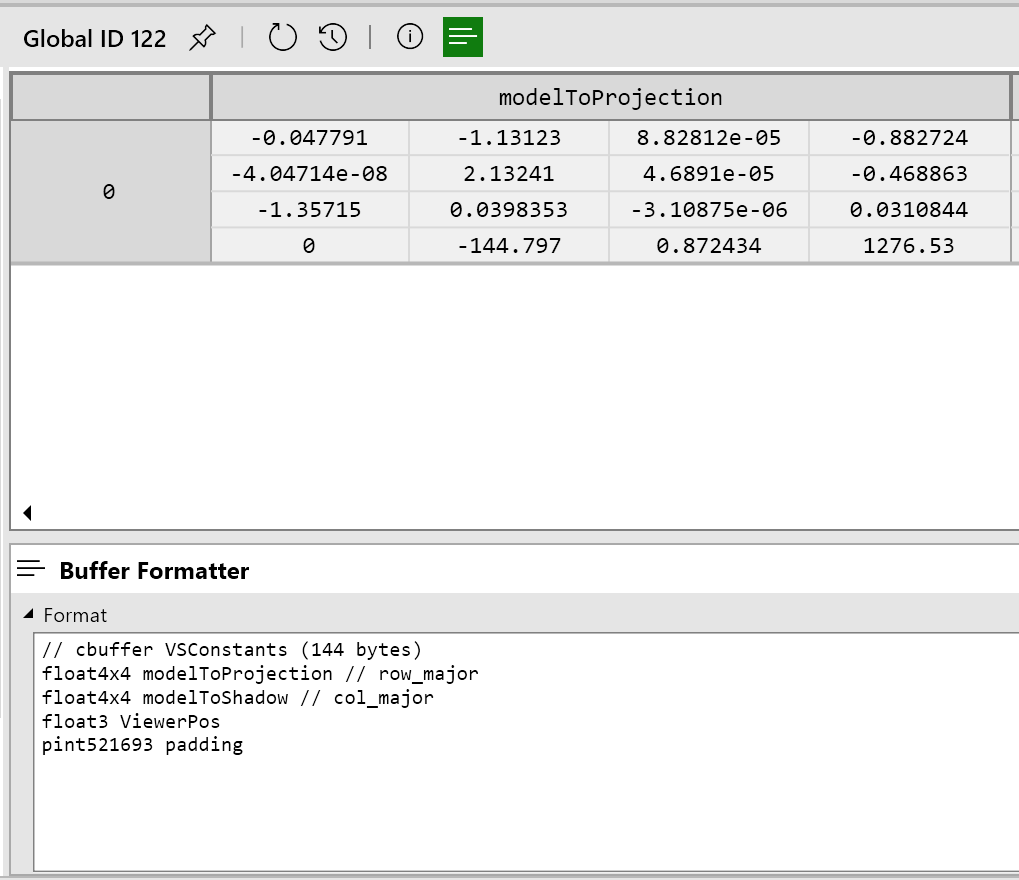 Global ID 122
modelToProjection
0
-0.047791 -1.13123 8.82812e-05 -0.882724
-4.04714e-08 2.13241 4.6891e-05 -0.468863
-1.35715 0.0398353 -3.10875e-06 0.0310844
0 -144.797 0.872434 1276.53
Buffer Formatter
Format
// cbuffer VSConstants (144 bytes)
float4x4 modelToProjection // row_major
float4x4 modelToShadow // col_major
float3 ViewerPos
pint521693 padding